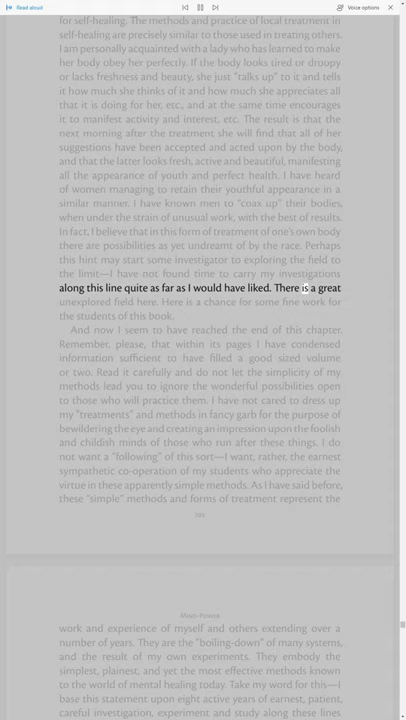 Read aloud
Voice options
for self-healing. The methods and practice of local treatment in
self-healing are precisely similar to those used in treating others.
I am personally acquainted with a lady who has learned to make
her body obey her perfectly. If the body looks tired or droopy
or lacks freshness and beauty, she just "talks up" to it and tells
it how much she thinks of it and how much she appreciates all
that it is doing for her, etc., and at the same time encourages
it to manifest activity and interest, etc. The result is that the
next morning after the treatment she will find that all of her
suggestions have been accepted and acted upon by the body,
and that the latter looks fresh, active and beautiful, manifesting
all the appearance of youth and perfect health. I have heard
of women managing to retain their youthful appearance in a
similar manner. I have known men to "coax up" their bodies,
when under the strain of unusual work, with the best of results.
In fact, I believe that in this form of treatment of one's own body
there are possibilities as yet undreamt of by the race. Perhaps
this hint may start some investigator to exploring the field to
the limit—I have not found time to carry my investigations
along this line quite as far as I would have liked. There is a great
unexplored field here. Here is a chance for some fine work for
the students of this book.
And now I seem to have reached the end of this chapter.
Remember, please, that within its pages I have condensed
information sufficient to have filled a good sized volume
or two. Read it carefully and do not let the simplicity of my
methods lead you to ignore the wonderful possibilities open
to those who will practice them. I have not cared to dress up
my "treatments" and methods in fancy garb for the purpose of
bewildering the eye and creating an impression upon the foolish
and childish minds of those who run after these things. I do
not want a "following" of this sort—I want, rather, the earnest
sympathetic co-operation of my students who appreciate the
virtue in these apparently simple methods. As I have said before,
these "simple" methods and forms of treatment represent the
Mind-Power
work and experience of myself and others extending over a
number of years. They are the "boiling-down" of many systems,
and the result of my own experiments. They embody the
simplest, plainest, and yet the most effective methods known
to the world of mental healing today. Take my word for this—I
base this statement upon eight active years of earnest, patient,
careful investigation, experiment and study along these lines